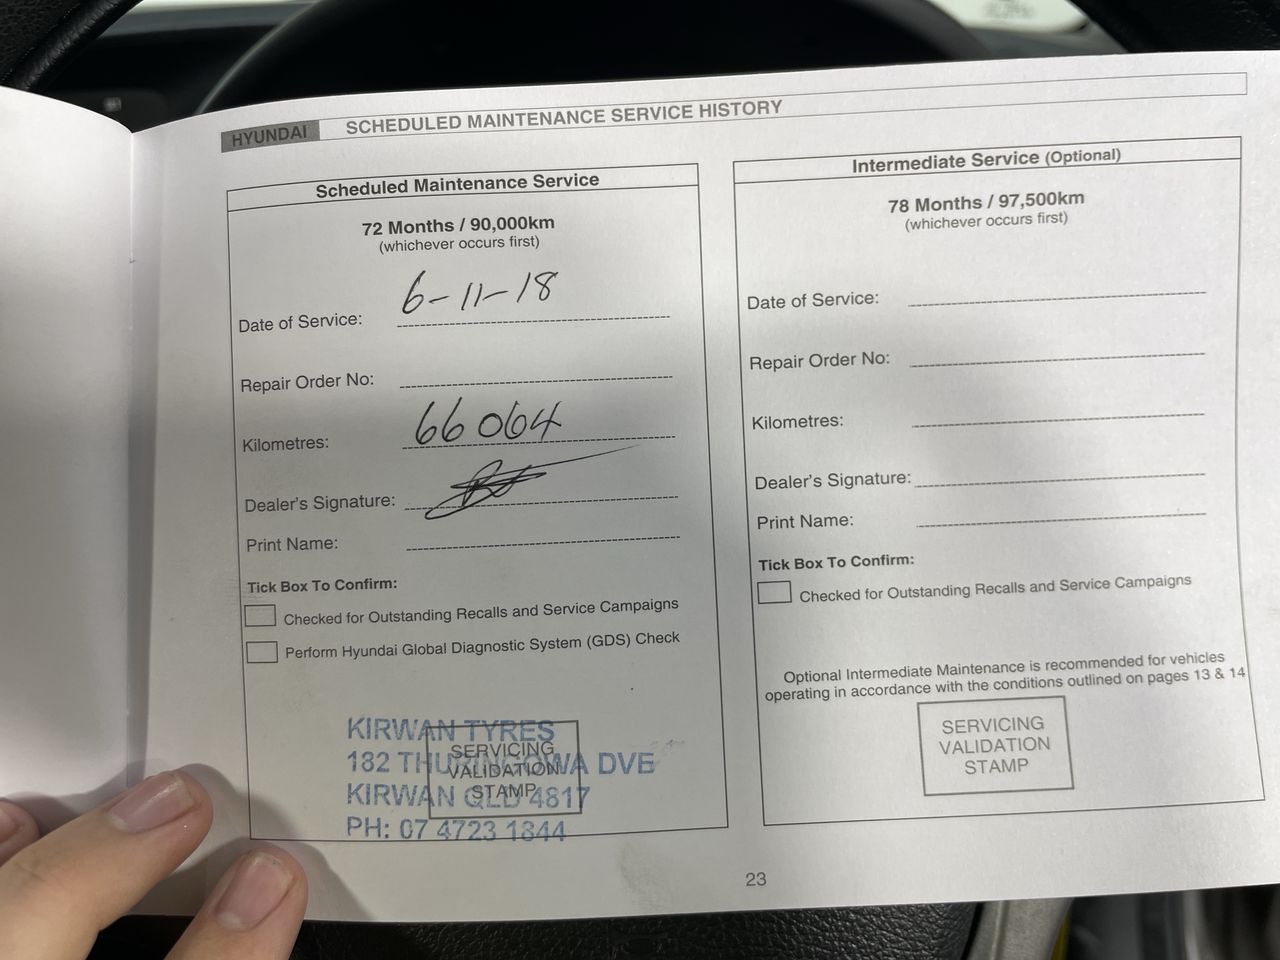 HYUNDAI SCHEDULED MAINTENANCE SERVICE HISTORY
Scheduled Maintenance Service
72 Months / 90,000km
(whichever occurs first)
Date of Service: 6-11-18
Repair Order No:
Kilometres: 66064
Dealer's Signature:
Print Name:
Tick Box To Confirm:
Checked for Outstanding Recalls and Service Campaigns
Perform Hyundai Global Diagnostic System (GDS) Check
SERVICING
VALIDATION
STAMP
KIRWAN TYRES
182 THURINGOWA DVE
KIRWAN QLD 4817
PH: 07 4723 1844
Intermediate Service (Optional)
78 Months / 97,500km
(whichever occurs first)
Date of Service:
Repair Order No:
Kilometres:
Dealer's Signature:
Print Name:
Tick Box To Confirm:
Checked for Outstanding Recalls and Service Campaigns
Optional Intermediate Maintenance is recommended for vehicles
operating in accordance with the conditions outlined on pages 13 & 14
SERVICING
VALIDATION
STAMP
23